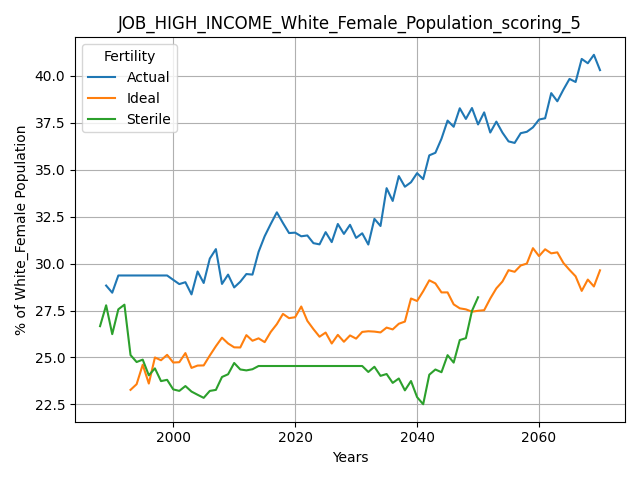 JOB_HIGH_INCOME_White_Female_Population_scoring_5
Fertility
Actual
Ideal
Sterile
% of White_Female Population
40.0
37.5
35.0
32.5
30.0
27.5
25.0
22.5
2000
2020
2040
2060
Years